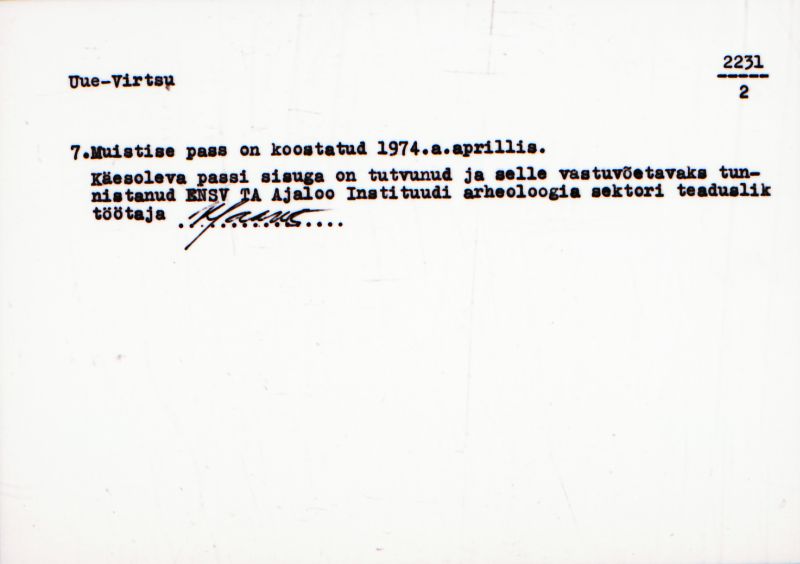 2231
Uue-Virtsu
2
7.Muistise pass on koostatud 1974.a.aprillis.
Käesoleva passi sisuga on tutvunud ja selle vastuvõetavaks tun-
nistanud ENSV TA Ajaloo Instituudi arheoloogia sektori teaduslik
töötaja ...............